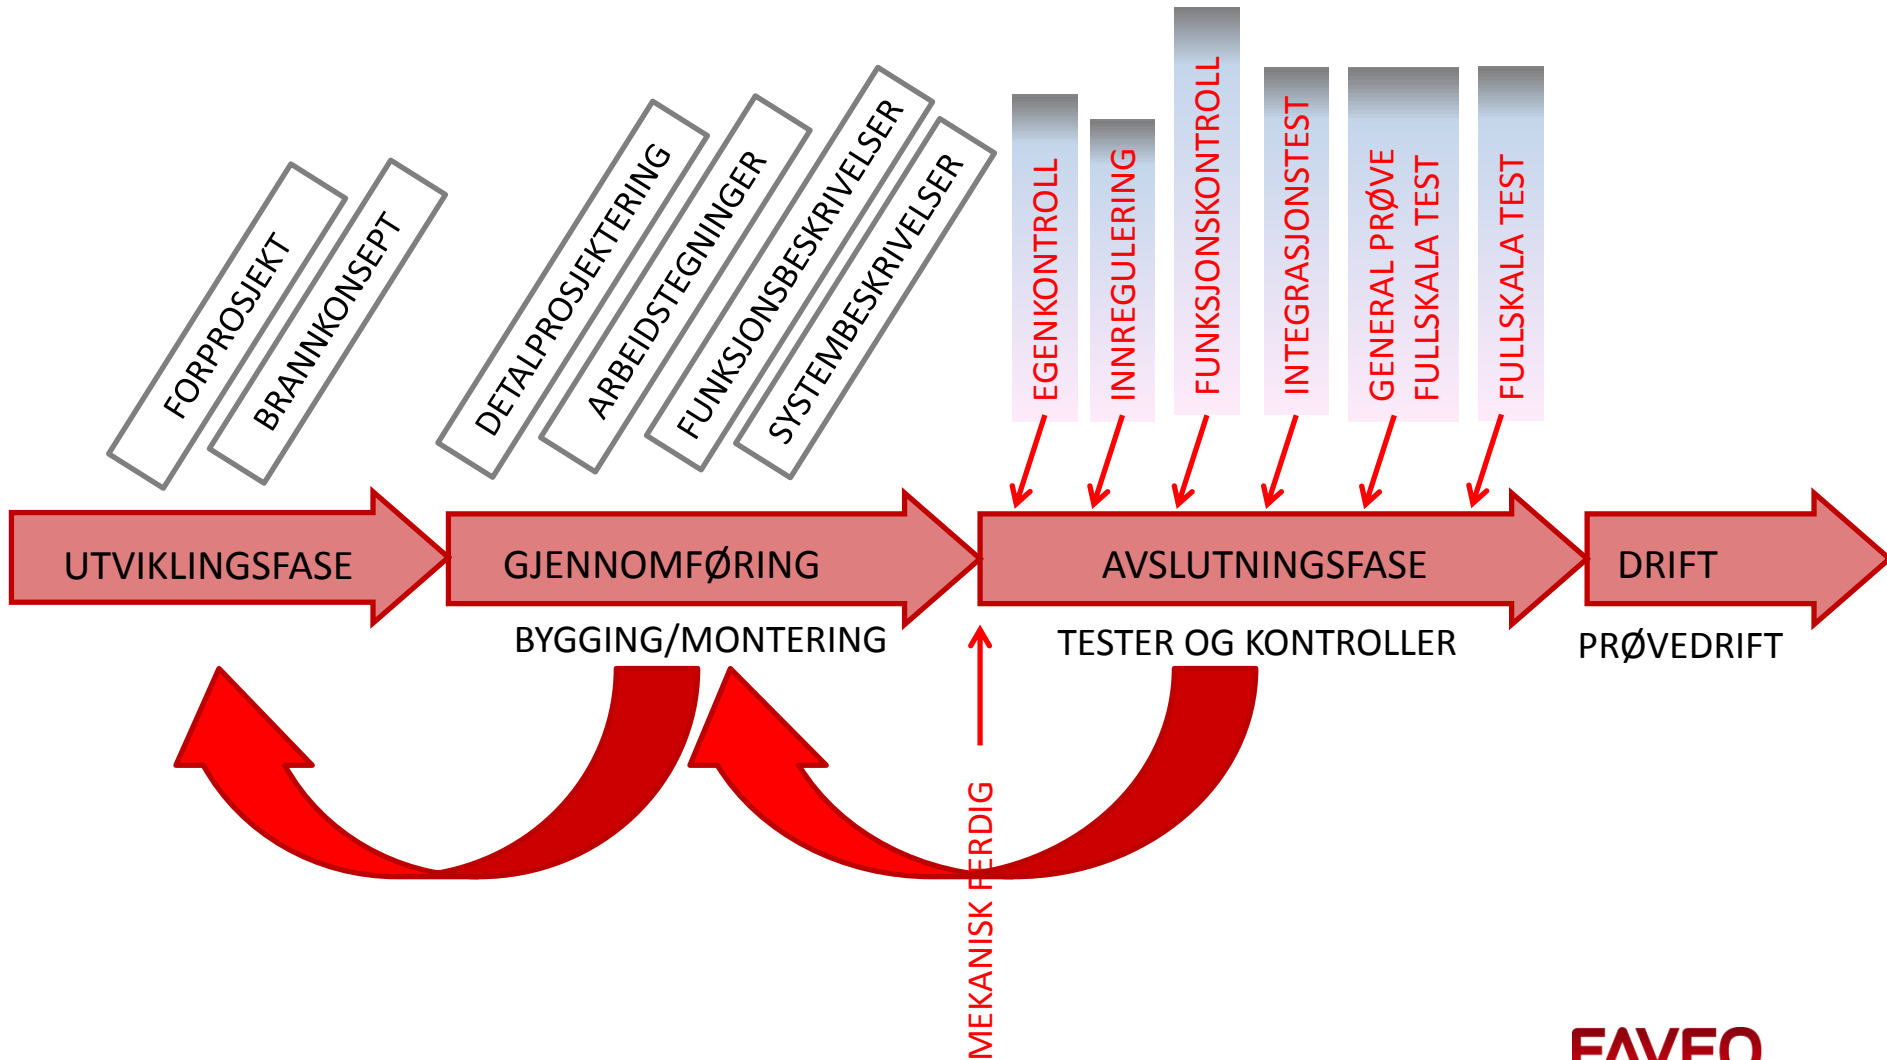 FORPROSJEKT
BRANNKONSEPT
DETALPROSJEKTERING
ARBEIDSTEGNINGER
FUNKSJONSBESKRIVELSER
SYSTEMBESKRIVELSER
EGENKONTROLL
INNREGULERING
FUNKSJONSKONTROLL
INTEGRASJONSTEST
GENERAL PRØVE
FULLSKALA TEST
FULLSKALA TEST
UTVIKLINGSFASE
GJENNOMFØRING
AVSLUTNINGSFASE
DRIFT
BYGGING/MONTERING
TESTER OG KONTROLLER
PRØVEDRIFT
MEKANISK FERDIG
FAVEO